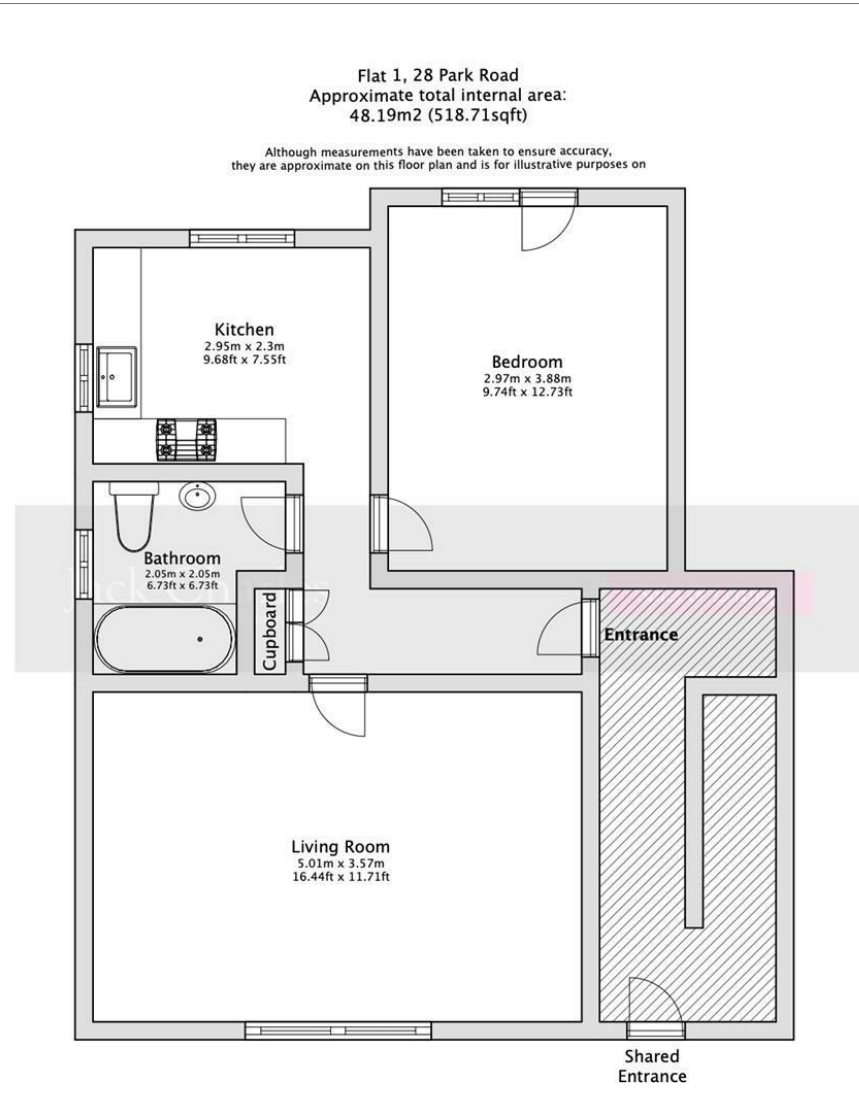 Flat 1, 28 Park Road
Approximate total internal area:
48.19m2 (518.71sqft)
Although measurements have been taken to ensure accuracy,
they are approximate on this floor plan and is for illustrative purposes on
Kitchen
2.95m x 2.3m
9.68ft x 7.55ft
Bedroom
2.97m x 3.88m
9.74ft x 12.73ft
Bathroom
2.05m x 2.05m
6.73ft x 6.73ft
Jack Charles
Cupboard
Entrance
Living Room
5.01m x 3.57m
16.44ft x 11.71ft
Shared
Entrance